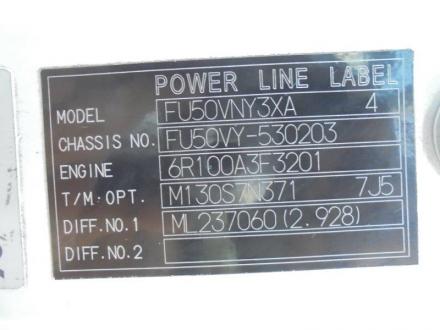 POWER LINE LABEL
MODEL FU50VNY3XA 4
CHASSIS NO. FU50VY-530203
ENGINE 6R100A3F3201
T/M·OPT. M130S7N371 7J5
DIFF.NO.1 ML237060(2.928)
DIFF.NO.2